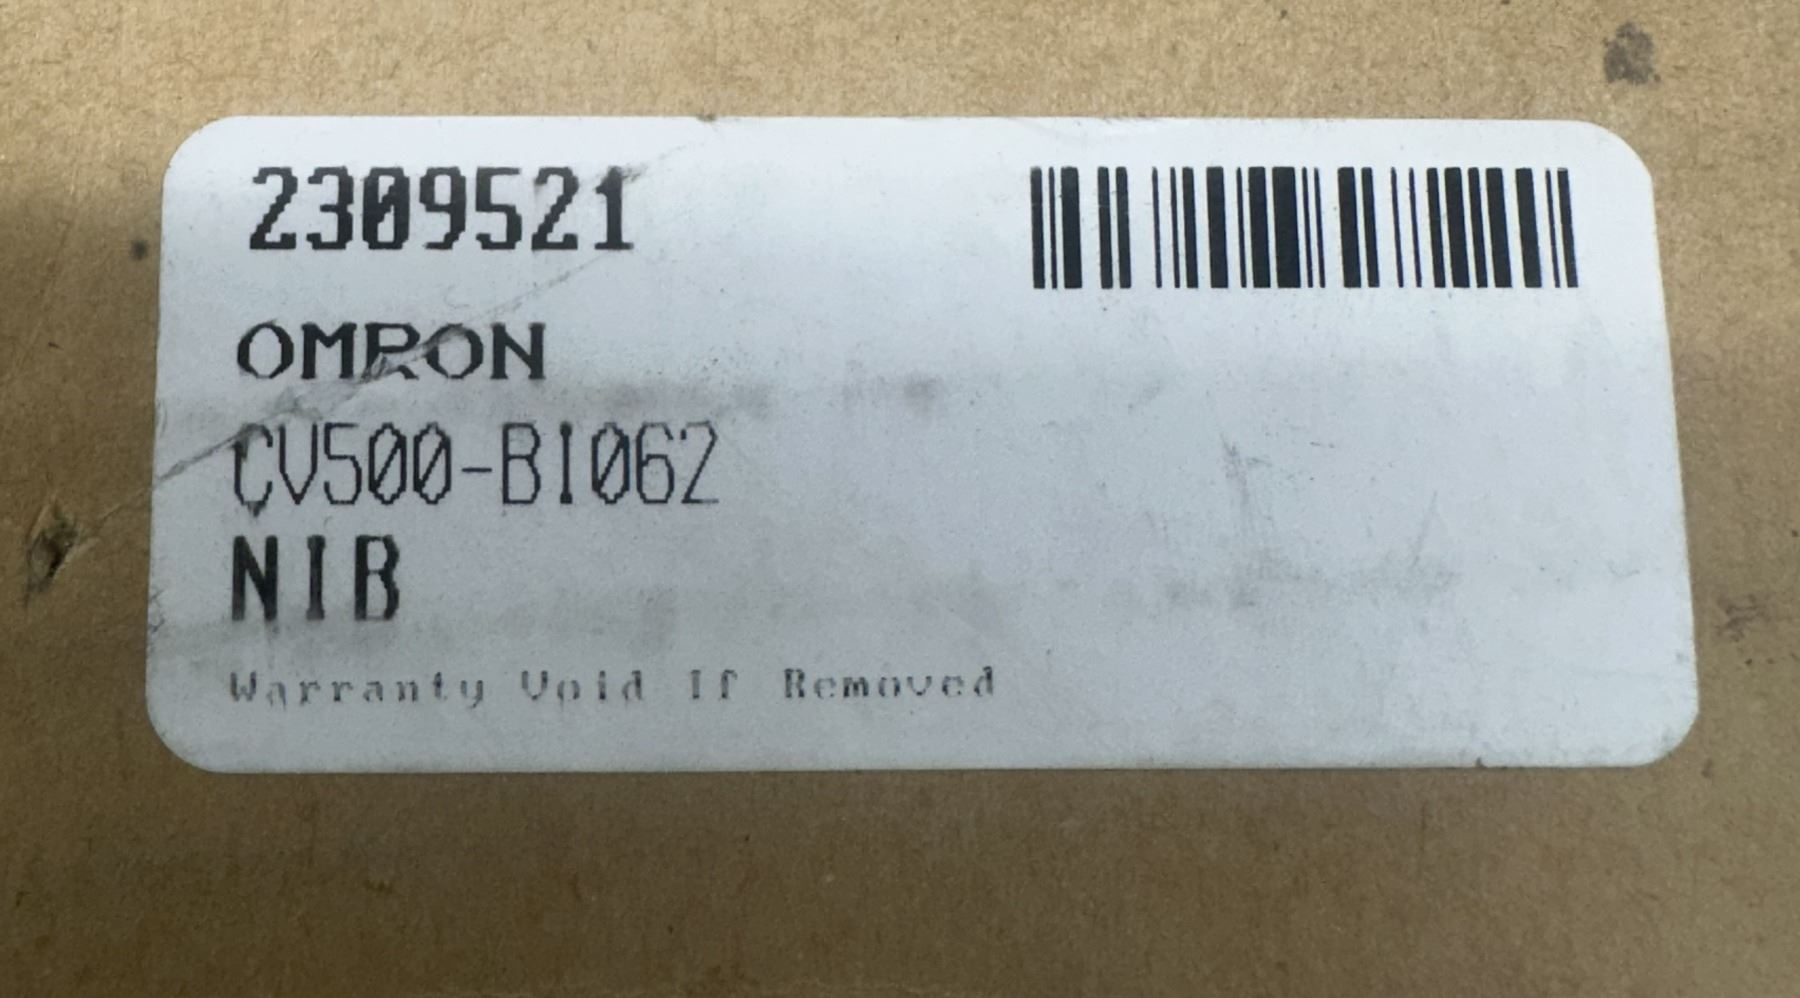 2309521
OMRON
CV500-BI062
NIB
Warranty Void If Removed